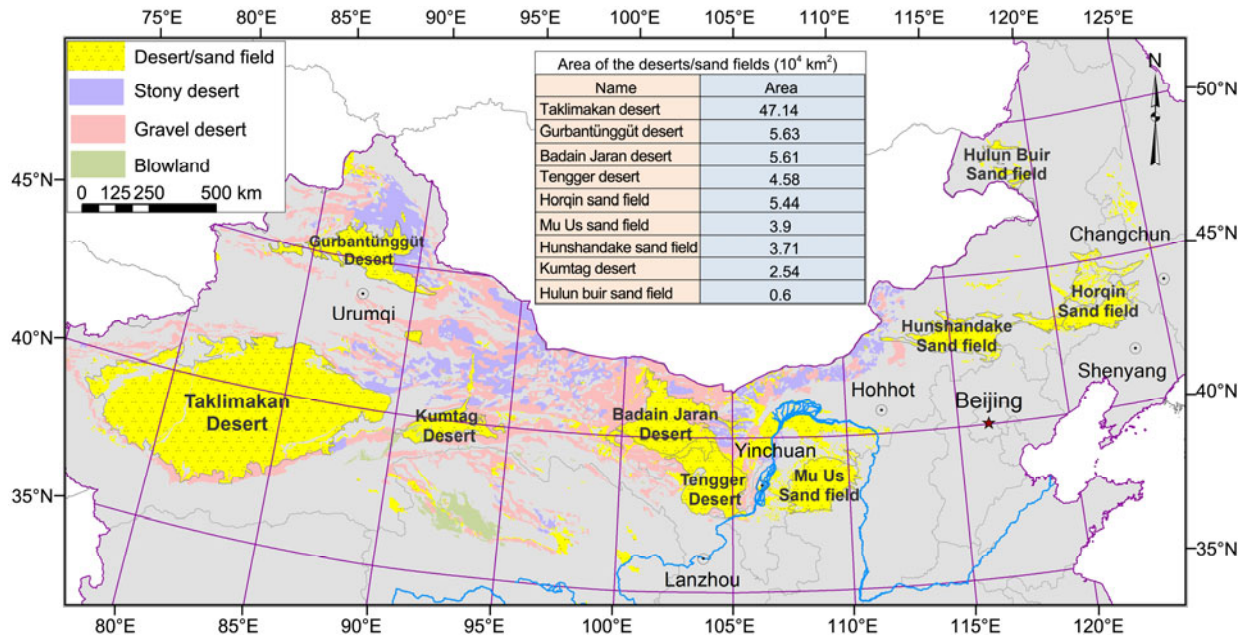 75°E 80°E 85°E 90°E 95°E 100°E 105°E 110°E 115°E 120°E 125°E
Desert/sand field
Stony desert
Gravel desert
Blowland
0 125 250 500 km
Area of the deserts/sand fields (10⁴ km²)
Name Area
Taklimakan desert 47.14
Gurbantünggüt desert 5.63
Badain Jaran desert 5.61
Tengger desert 4.58
Horqin sand field 5.44
Mu Us sand field 3.9
Hunshandake sand field 3.71
Kumtag desert 2.54
Hulun buir sand field 0.6
N
50°N
45°N
40°N
35°N
45°N
40°N
35°N
Hulun Buir
Sand field
Changchun
Gurbantünggüt
Desert
Urumqi
Horqin
Sand field
Hunshandake
Sand field
Shenyang
Hohhot
Beijing
Taklimakan
Desert
Kumtag
Desert
Badain Jaran
Desert
Yinchuan
Tengger
Desert
Mu Us
Sand field
Lanzhou
80°E 85°E 90°E 95°E 100°E 105°E 110°E 115°E 120°E